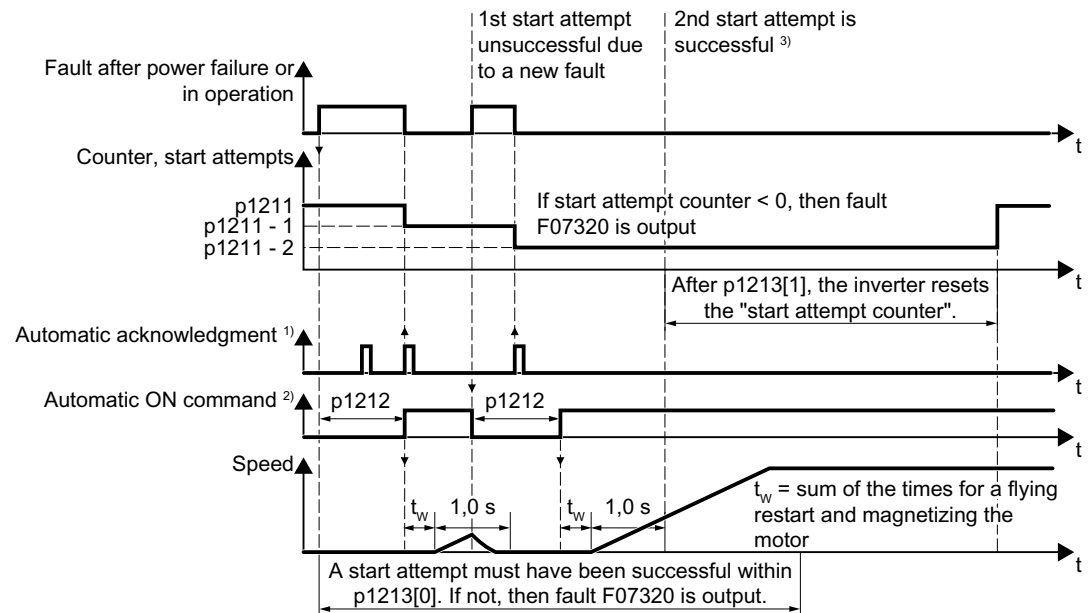 1st start attempt
unsuccessful due
to a new fault
2nd start attempt is
successful 3)
Fault after power failure or
in operation
t
Counter, start attempts
p1211
p1211 - 1
p1211 - 2
If start attempt counter < 0, then fault
F07320 is output
t
After p1213[1], the inverter resets
the "start attempt counter".
Automatic acknowledgment 1)
t
Automatic ON command 2)
p1212
p1212
t
Speed
tw
1,0 s
tw
1,0 s
tw = sum of the times for a flying
restart and magnetizing the
motor
t
A start attempt must have been successful within
p1213[0]. If not, then fault F07320 is output.